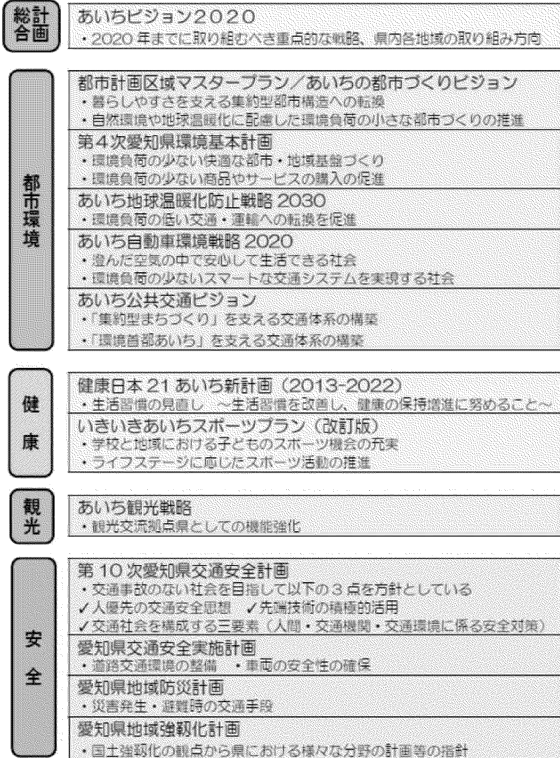 総合計画
あいちビジョン2020
・2020年までに取り組むべき重点的な戦略、県内各地域の取り組み方向
都市環境
都市計画区域マスタープラン／あいちの都市づくりビジョン
・暮らしやすさを支える集約型都市構造への転換
・自然環境や地球温暖化に配慮した環境負荷の小さな都市づくりの推進
第4次愛知県環境基本計画
・環境負荷の少ない快適な都市・地域基盤づくり
・環境負荷の少ない商品やサービスの購入の促進
あいち地球温暖化防止戦略 2030
・環境負荷の低い交通・運輸への転換を促進
あいち自動車環境戦略 2020
・澄んだ空気の中で安心して生活できる社会
・環境負荷の少ないスマートな交通システムを実現する社会
あいち公共交通ビジョン
・「集約型まちづくり」を支える交通体系の構築
・「環境首都あいち」を支える交通体系の構築
健康
健康日本 21 あいち新計画（2013-2022）
・生活習慣の見直し　～生活習慣を改善し、健康の保持増進に努めること～
いきいきあいちスポーツプラン（改訂版）
・学校と地域における子どものスポーツ機会の充実
・ライフステージに応じたスポーツ活動の推進
観光
あいち観光戦略
・観光交流拠点県としての機能強化
安全
第 10 次愛知県交通安全計画
・交通事故のない社会を目指して以下の3点を方針としている
✓人優先の交通安全思想　✓先端技術の積極的活用
✓交通社会を構成する三要素（人間・交通機関・交通環境に係る安全対策）
愛知県交通安全実施計画
・道路交通環境の整備　・車両の安全性の確保
愛知県地域防災計画
・災害発生・避難時の交通手段
愛知県地域強靱化計画
・国土強靱化の観点から県における様々な分野の計画等の指針